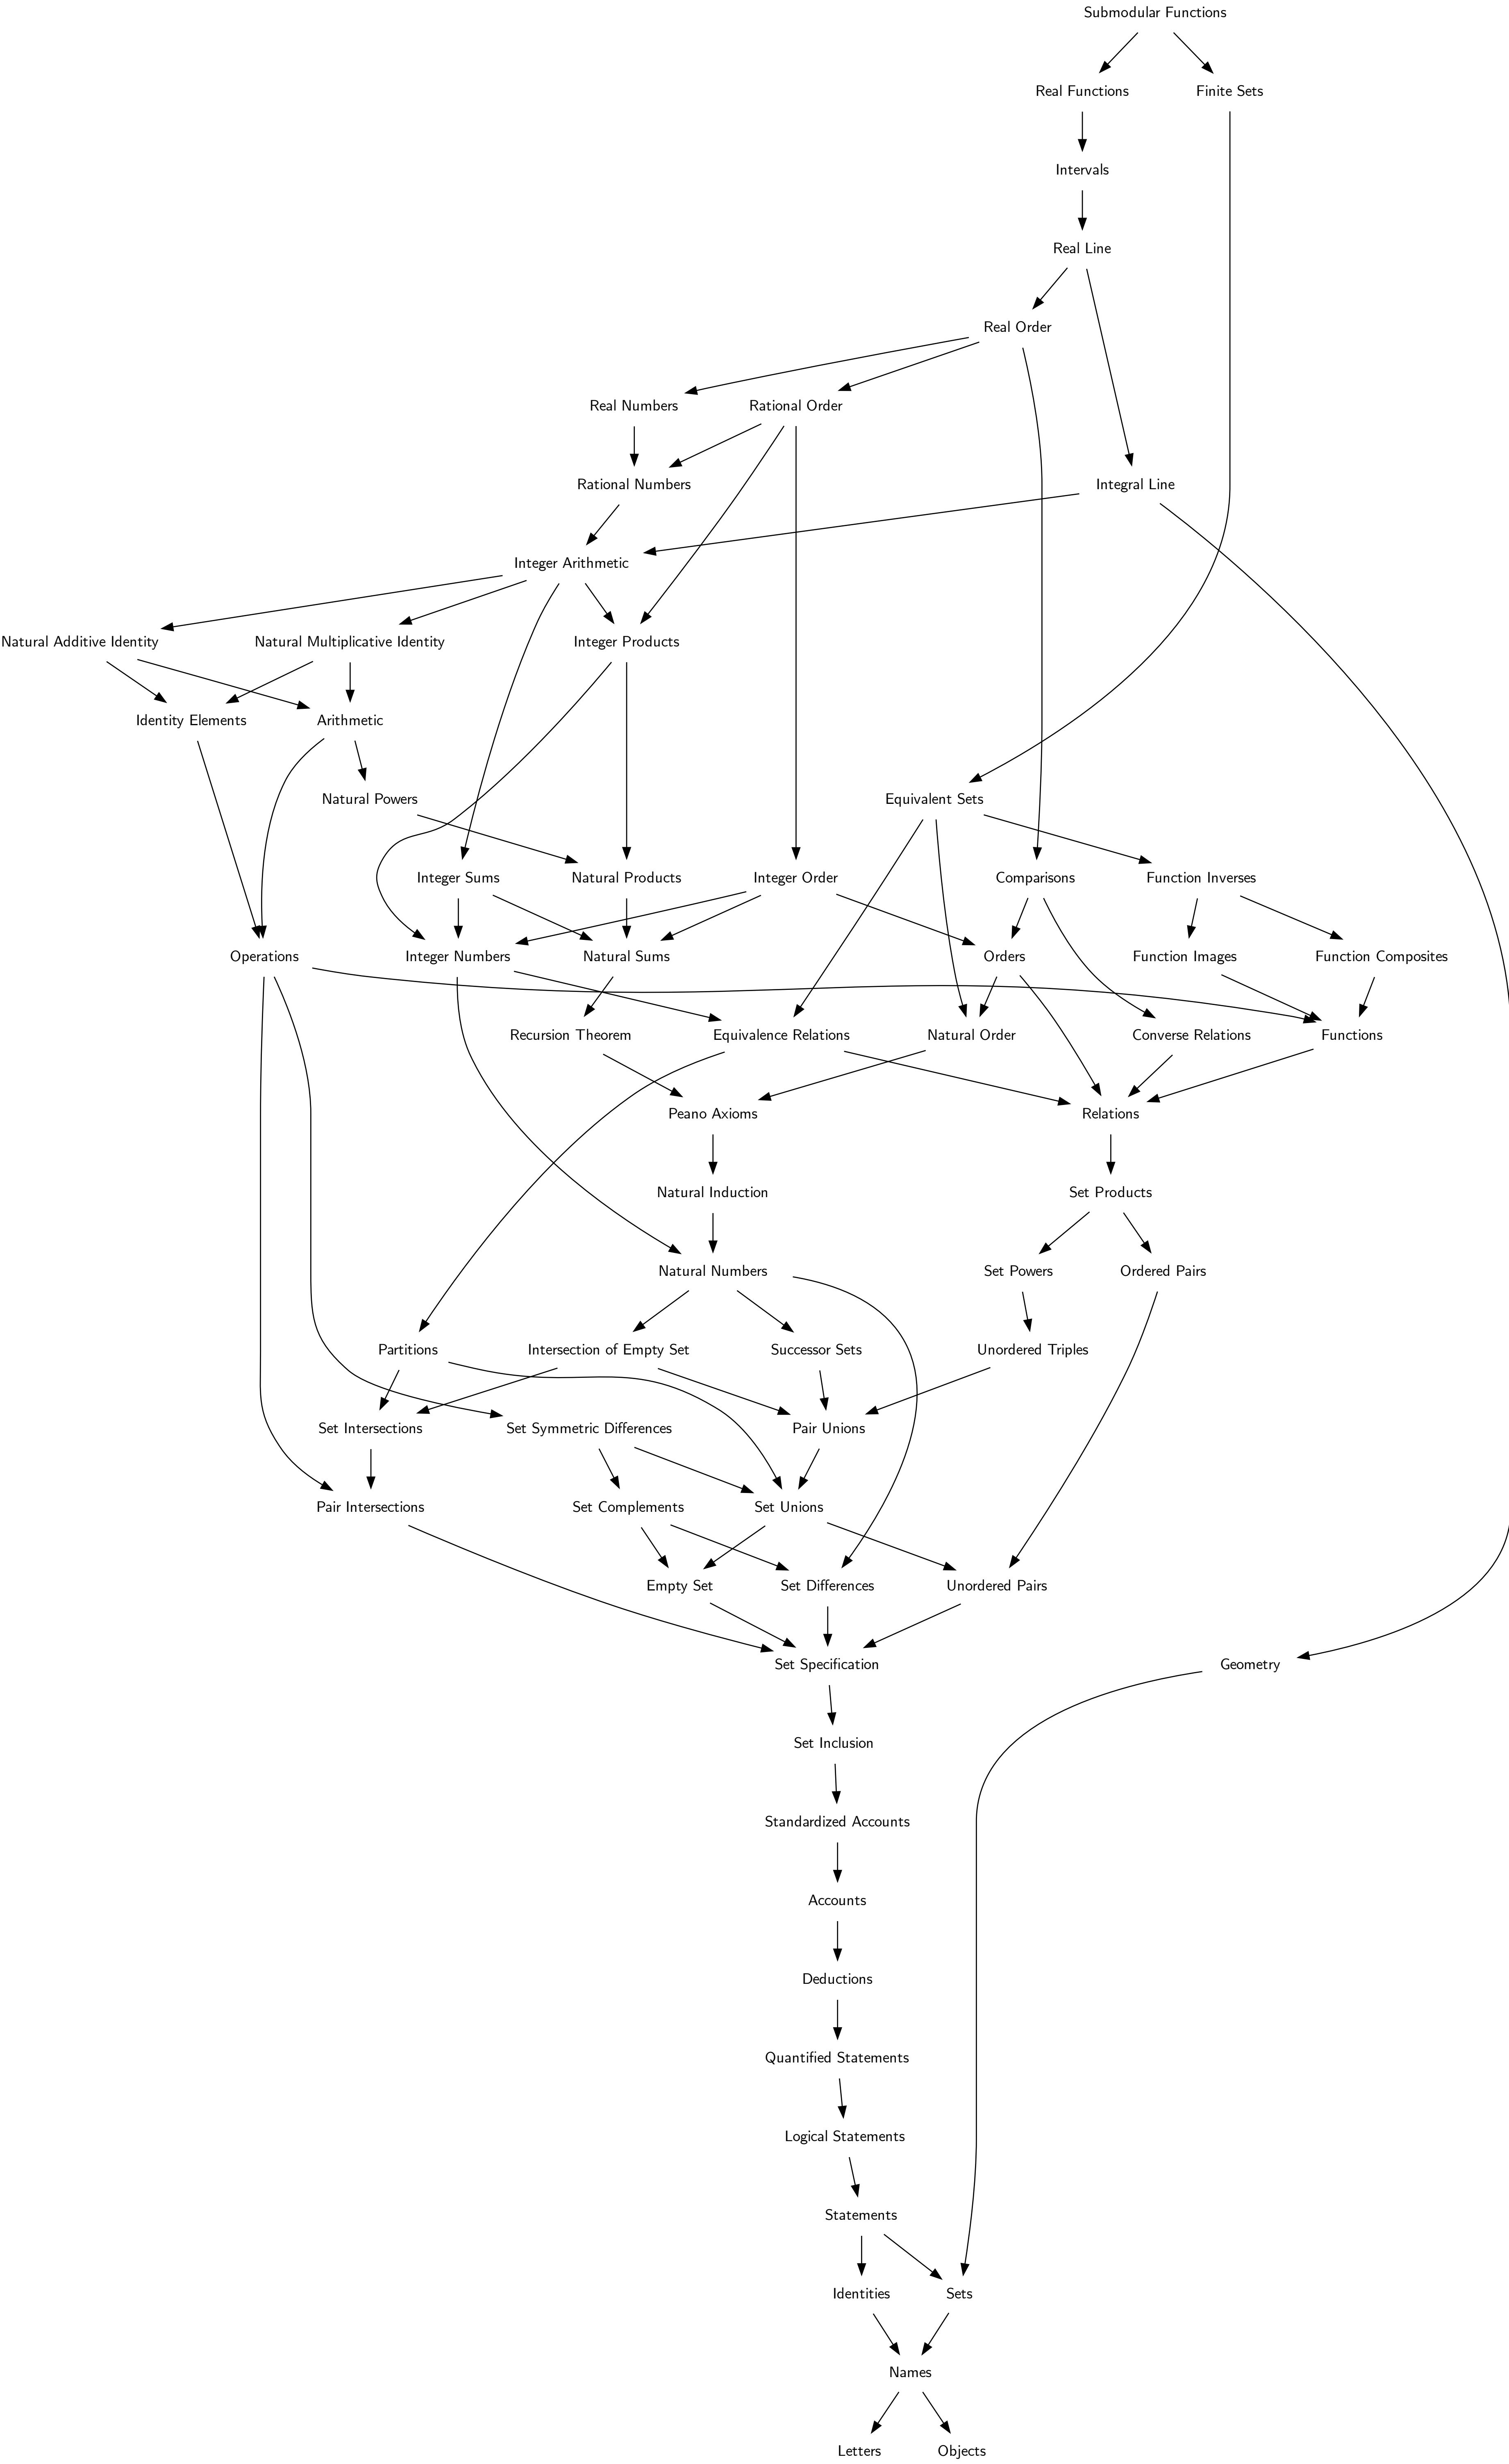 Submodular Functions
Real Functions
Finite Sets
Intervals
Real Line
Real Order
Real Numbers
Rational Order
Rational Numbers
Integral Line
Integer Arithmetic
Natural Additive Identity
Natural Multiplicative Identity
Integer Products
Identity Elements
Arithmetic
Natural Powers
Equivalent Sets
Integer Sums
Natural Products
Integer Order
Comparisons
Function Inverses
Operations
Integer Numbers
Natural Sums
Orders
Function Images
Function Composites
Recursion Theorem
Equivalence Relations
Natural Order
Converse Relations
Functions
Peano Axioms
Relations
Natural Induction
Set Products
Natural Numbers
Set Powers
Ordered Pairs
Partitions
Intersection of Empty Set
Successor Sets
Unordered Triples
Set Intersections
Set Symmetric Differences
Pair Unions
Pair Intersections
Set Complements
Set Unions
Empty Set
Set Differences
Unordered Pairs
Set Specification
Geometry
Set Inclusion
Standardized Accounts
Accounts
Deductions
Quantified Statements
Logical Statements
Statements
Identities
Sets
Names
Letters
Objects